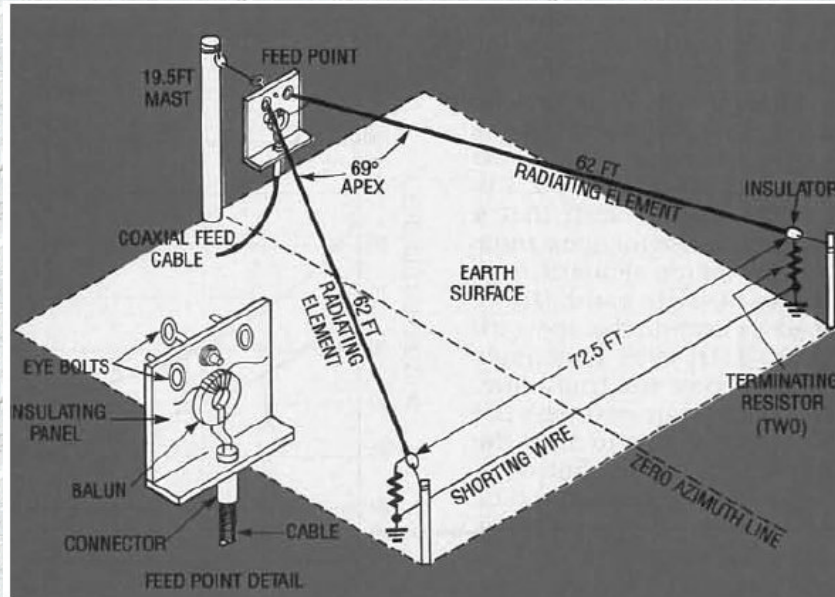 FEED POINT
19.5FT
MAST
62 FT
RADIATING ELEMENT
INSULATOR
69°
APEX
COAXIAL FEED
CABLE
EARTH
SURFACE
62 FT
RADIATING
ELEMENT
72.5 FT
EYE BOLTS
TERMINATING
RESISTOR
(TWO)
INSULATING
PANEL
SHORTING WIRE
BALUN
ZERO AZIMUTH LINE
CONNECTOR
CABLE
FEED POINT DETAIL